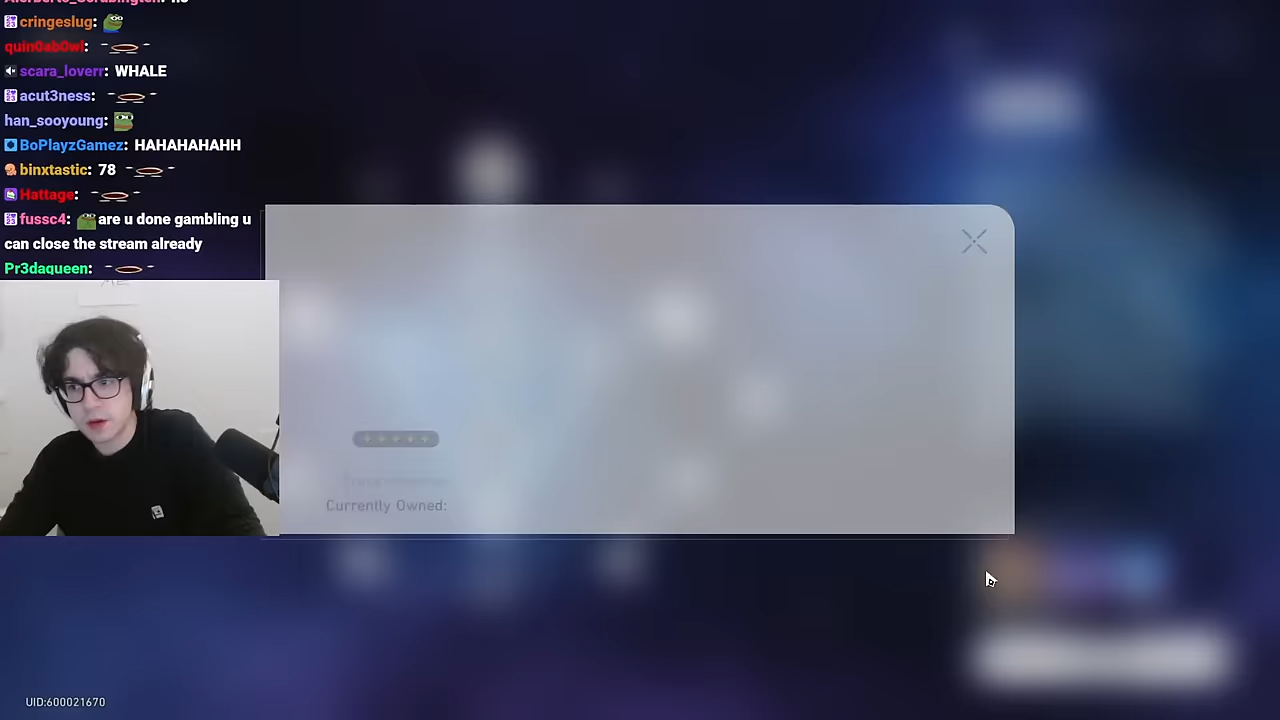 cringeslug:
quin0ab0wl:
scara_loverr: WHALE
acut3ness:
han_sooyoung:
BoPlayzGamez: HAHAHAHAHH
binxtastic: 78
Hattage:
fussc4: are u done gambling u
can close the stream already
Pr3daqueen:
Currently Owned:
UID:600021670